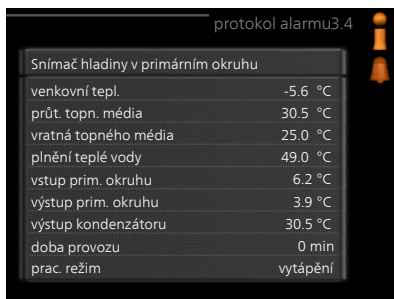 protokol alarmu3.4
Snímač hladiny v primárním okruhu
venkovní tepl. -5.6 °C
průt. topn. média 30.5 °C
vratná topného média 25.0 °C
plnění teplé vody 49.0 °C
vstup prim. okruhu 6.2 °C
výstup prim. okruhu 3.9 °C
výstup kondenzátoru 30.5 °C
doba provozu 0 min
prac. režim vytápění